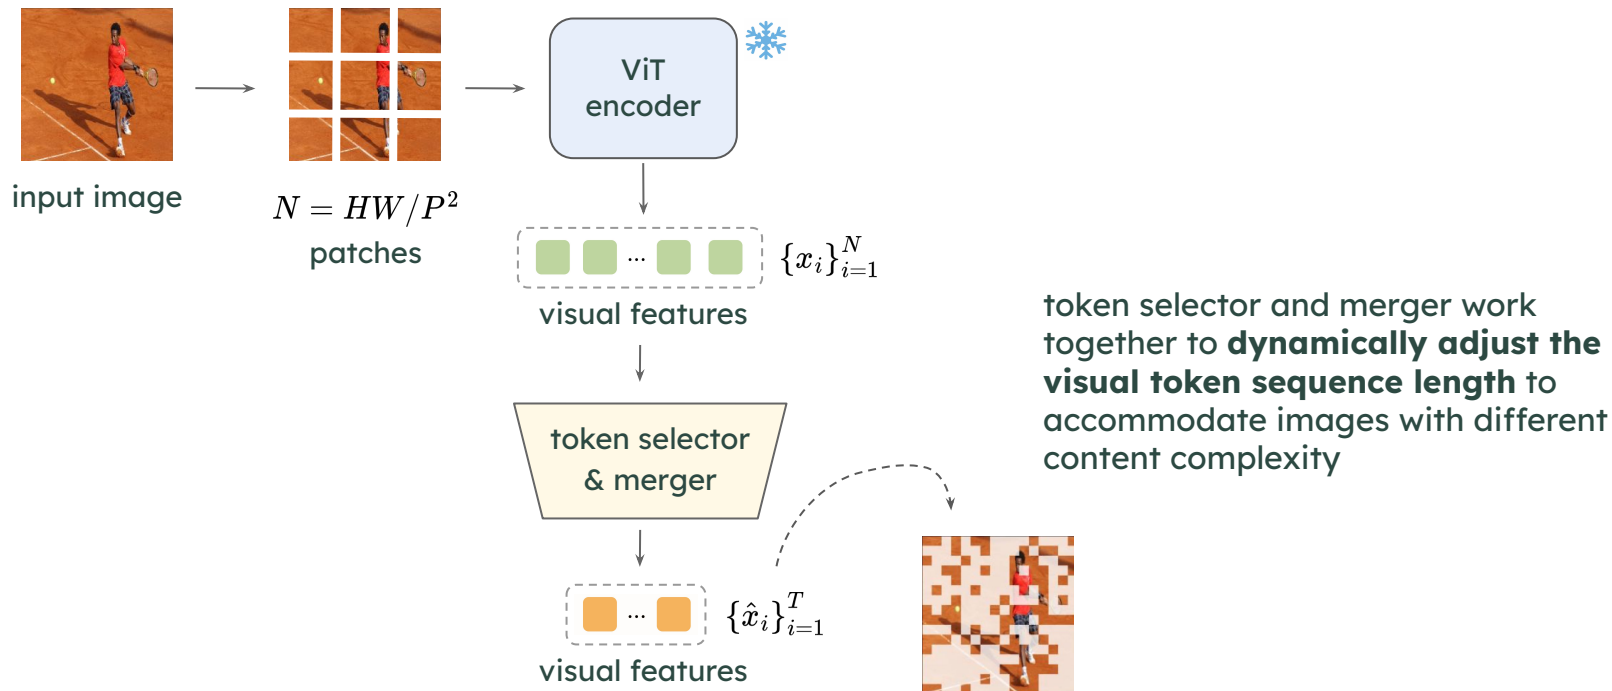 ViT
encoder
input image
N = HW/P²
patches
... 
{x_i}_{i=1}^N
visual features
token selector and merger work
together to dynamically adjust the
visual token sequence length to
accommodate images with different
content complexity
token selector
& merger
...
{x̂_i}_{i=1}^T
visual features